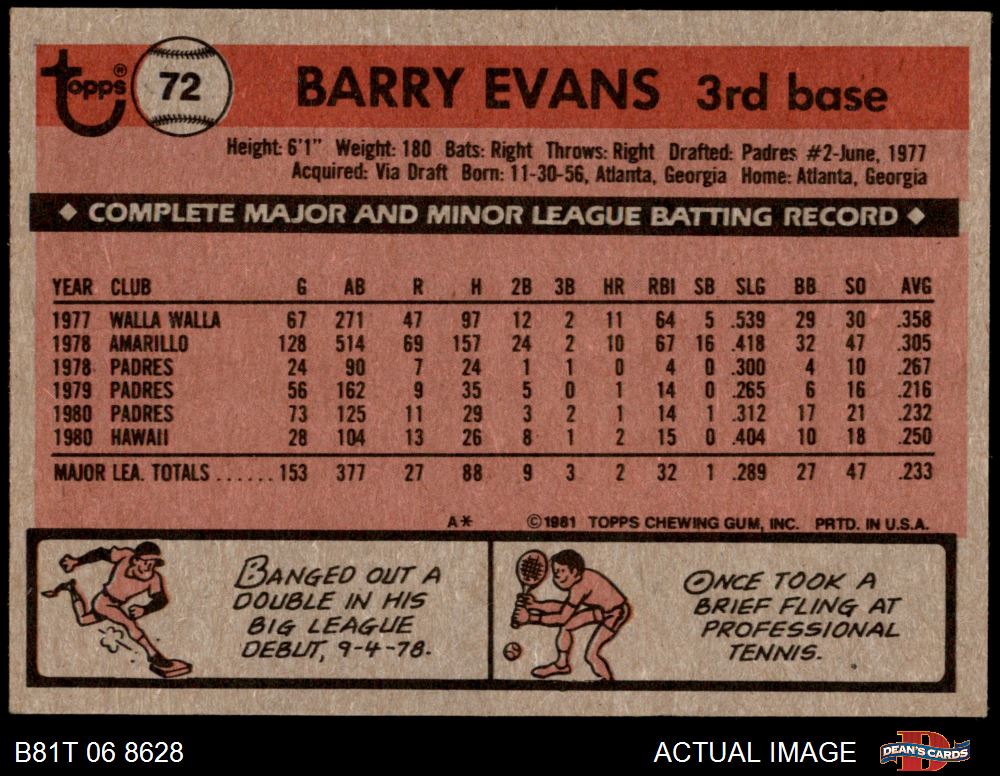 topps® 72 BARRY EVANS 3rd base
Height: 6'1" Weight: 180 Bats: Right Throws: Right Drafted: Padres #2-June, 1977
Acquired: Via Draft Born: 11-30-56, Atlanta, Georgia Home: Atlanta, Georgia
◆ COMPLETE MAJOR AND MINOR LEAGUE BATTING RECORD ◆
YEAR CLUB G AB R H 2B 3B HR RBI SB SLG BB SO AVG
1977 WALLA WALLA 67 271 47 97 12 2 11 64 5 .539 29 30 .358
1978 AMARILLO 128 514 69 157 24 2 10 67 16 .418 32 47 .305
1978 PADRES 24 90 7 24 1 1 0 4 0 .300 4 10 .267
1979 PADRES 56 162 9 35 5 0 1 14 0 .265 6 16 .216
1980 PADRES 73 125 11 29 3 2 1 14 1 .312 17 21 .232
1980 HAWAII 28 104 13 26 8 1 2 15 0 .404 10 18 .250
MAJOR LEA. TOTALS ...... 153 377 27 88 9 3 2 32 1 .289 27 47 .233
A* ©1981 TOPPS CHEWING GUM, INC. PRTD. IN U.S.A.
BANGED OUT A
DOUBLE IN HIS
BIG LEAGUE
DEBUT, 9-4-78.
ONCE TOOK A
BRIEF FLING AT
PROFESSIONAL
TENNIS.
B81T 06 8628 ACTUAL IMAGE DEAN'S CARDS